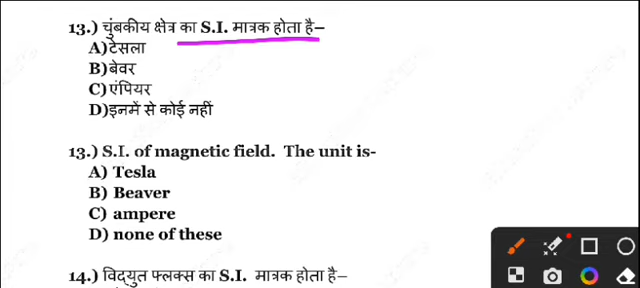 13.) चुंबकीय क्षेत्र का S.I. मात्रक होता है–
A)टेसला
B)बेवर
C)एंपियर
D)इनमें से कोई नहीं
13.) S.I. of magnetic field. The unit is-
A) Tesla
B) Beaver
C) ampere
D) none of these
14.) विद्युत फ्लक्स का S.I. मात्रक होता है–